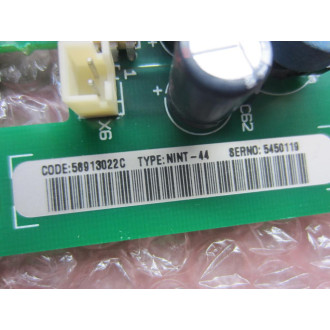 1
X6
C62
CODE:58913022C TYPE:NINT-44 SERNO:5450119